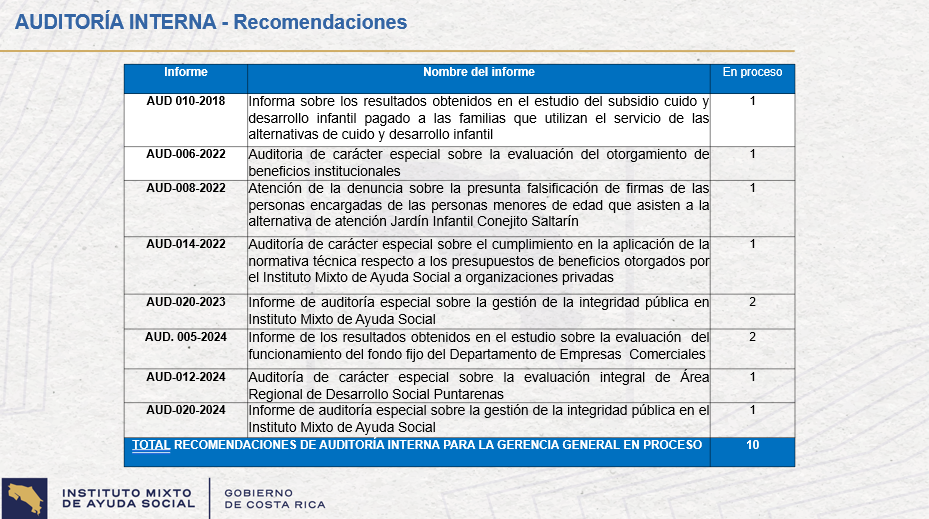 AUDITORÍA INTERNA - Recomendaciones
Informe Nombre del informe En proceso
AUD 010-2018 Informa sobre los resultados obtenidos en el estudio del subsidio cuido y 1
desarrollo infantil pagado a las familias que utilizan el servicio de las
alternativas de cuido y desarrollo infantil
AUD-006-2022 Auditoria de carácter especial sobre la evaluación del otorgamiento de 1
beneficios institucionales
AUD-008-2022 Atención de la denuncia sobre la presunta falsificación de firmas de las 1
personas encargadas de las personas menores de edad que asisten a la
alternativa de atención Jardín Infantil Conejito Saltarín
AUD-014-2022 Auditoría de carácter especial sobre el cumplimiento en la aplicación de la 1
normativa técnica respecto a los presupuestos de beneficios otorgados por
el Instituto Mixto de Ayuda Social a organizaciones privadas
AUD-020-2023 Informe de auditoría especial sobre la gestión de la integridad pública en 2
Instituto Mixto de Ayuda Social
AUD. 005-2024 Informe de los resultados obtenidos en el estudio sobre la evaluación del 2
funcionamiento del fondo fijo del Departamento de Empresas Comerciales
AUD-012-2024 Auditoría de carácter especial sobre la evaluación integral de Área 1
Regional de Desarrollo Social Puntarenas
AUD-020-2024 Informe de auditoría especial sobre la gestión de la integridad pública en el 1
Instituto Mixto de Ayuda Social
TOTAL RECOMENDACIONES DE AUDITORÍA INTERNA PARA LA GERENCIA GENERAL EN PROCESO 10
INSTITUTO MIXTO
DE AYUDA SOCIAL
GOBIERNO
DE COSTA RICA